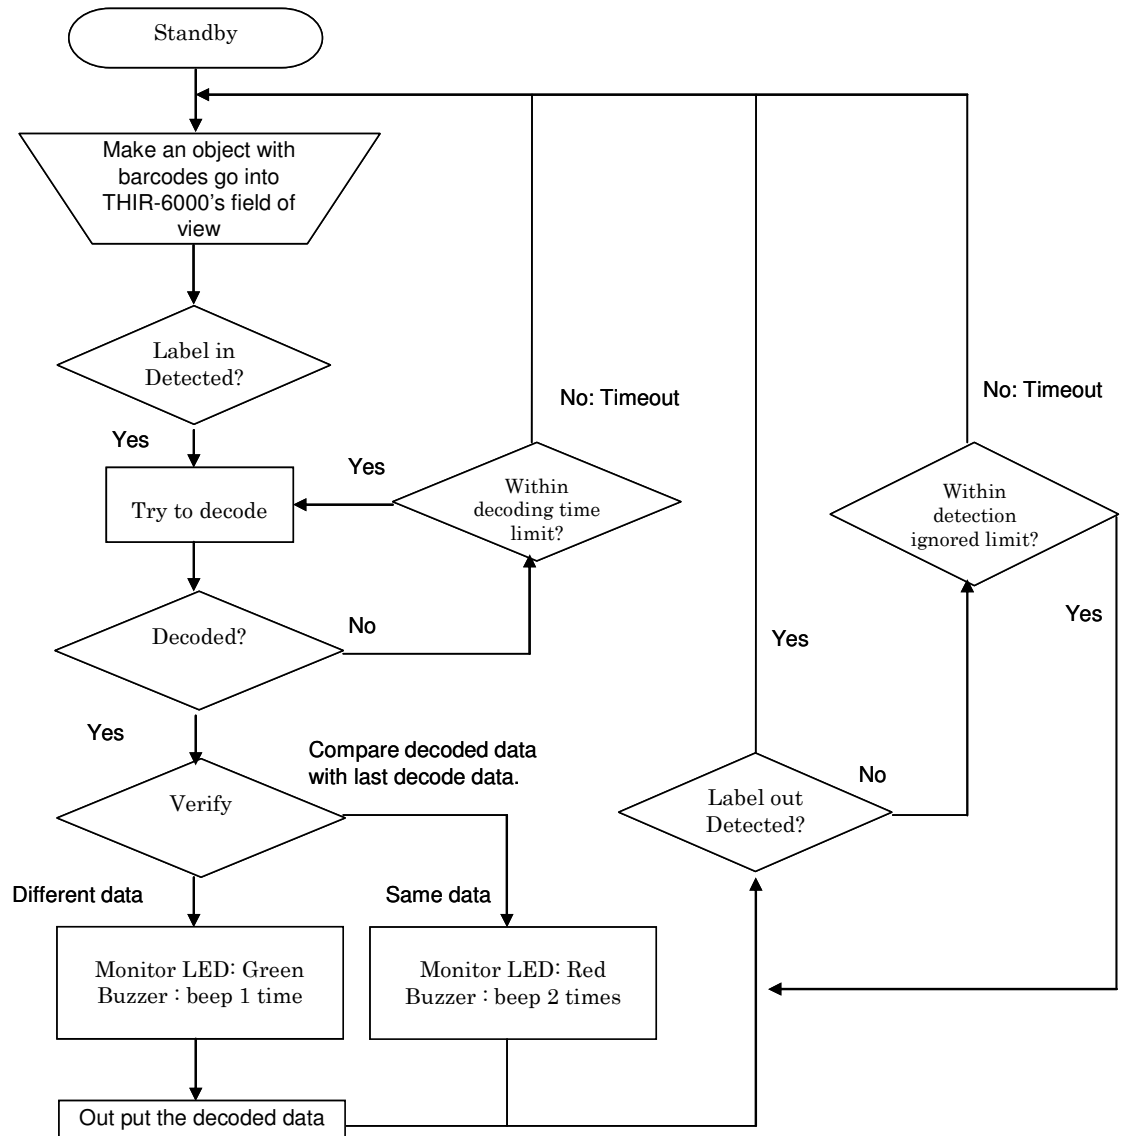 Standby
Make an object with
barcodes go into
THIR-6000's field of
view
Label in
Detected?
No: Timeout
No: Timeout
Yes
Yes
Try to decode
Within
decoding time
limit?
Within
detection
ignored limit?
Decoded?
No
Yes
Yes
Yes
Compare decoded data
with last decode data.
Verify
No
Label out
Detected?
Different data
Same data
Monitor LED: Green
Buzzer : beep 1 time
Monitor LED: Red
Buzzer : beep 2 times
Out put the decoded data